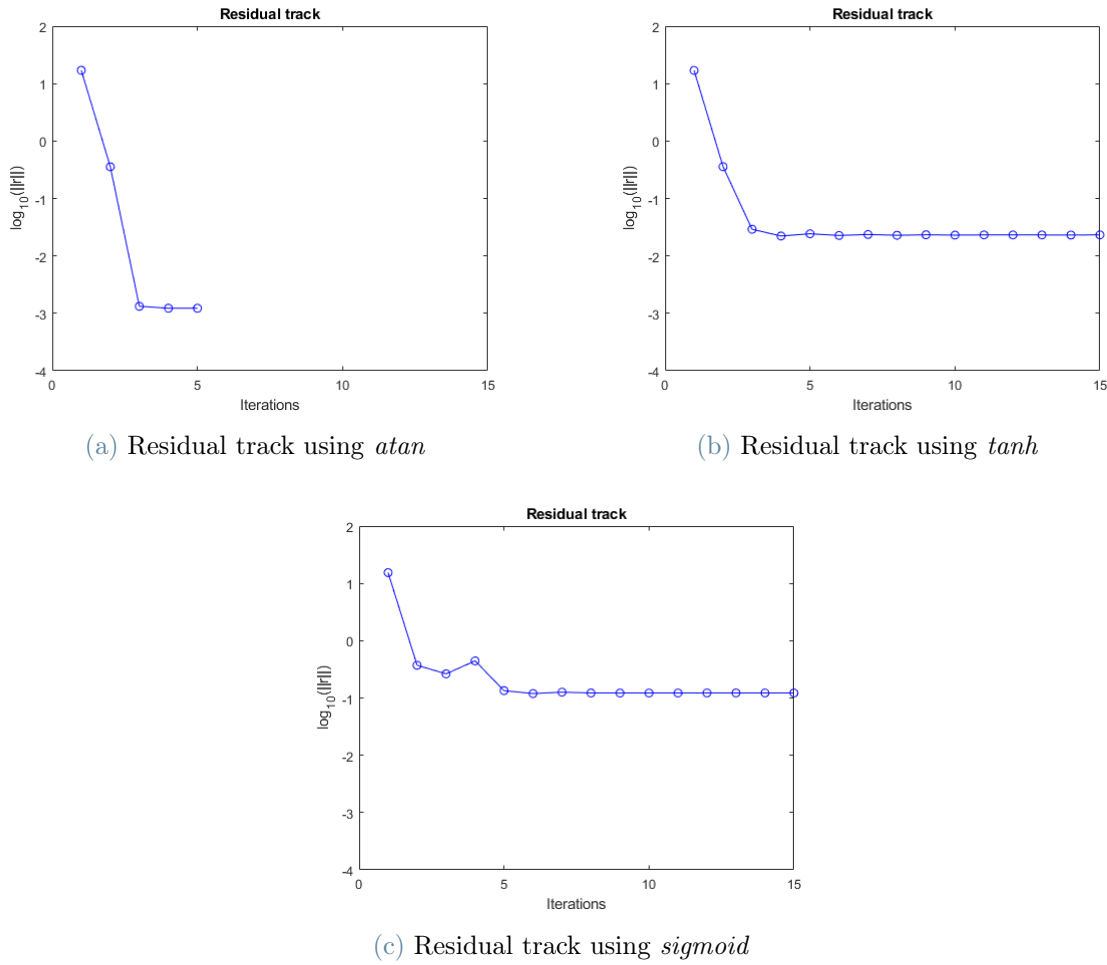 Residual track
2
1
0
-1
-2
-3
-4
log10(||r||)
0 5 10 15
Iterations
(a) Residual track using atan
Residual track
2
1
0
-1
-2
-3
-4
log10(||r||)
0 5 10 15
Iterations
(b) Residual track using tanh
Residual track
2
1
0
-1
-2
-3
-4
log10(||r||)
0 5 10 15
Iterations
(c) Residual track using sigmoid